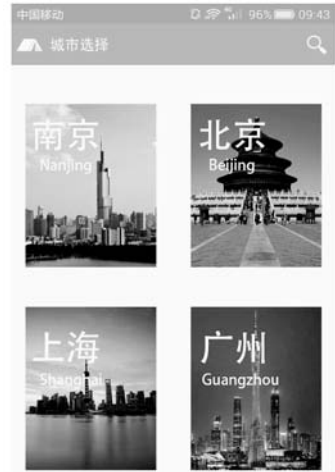 中国移动 96% 09:43
城市选择
南京
Nanjing
北京
Beijing
上海
Shanghai
广州
Guangzhou